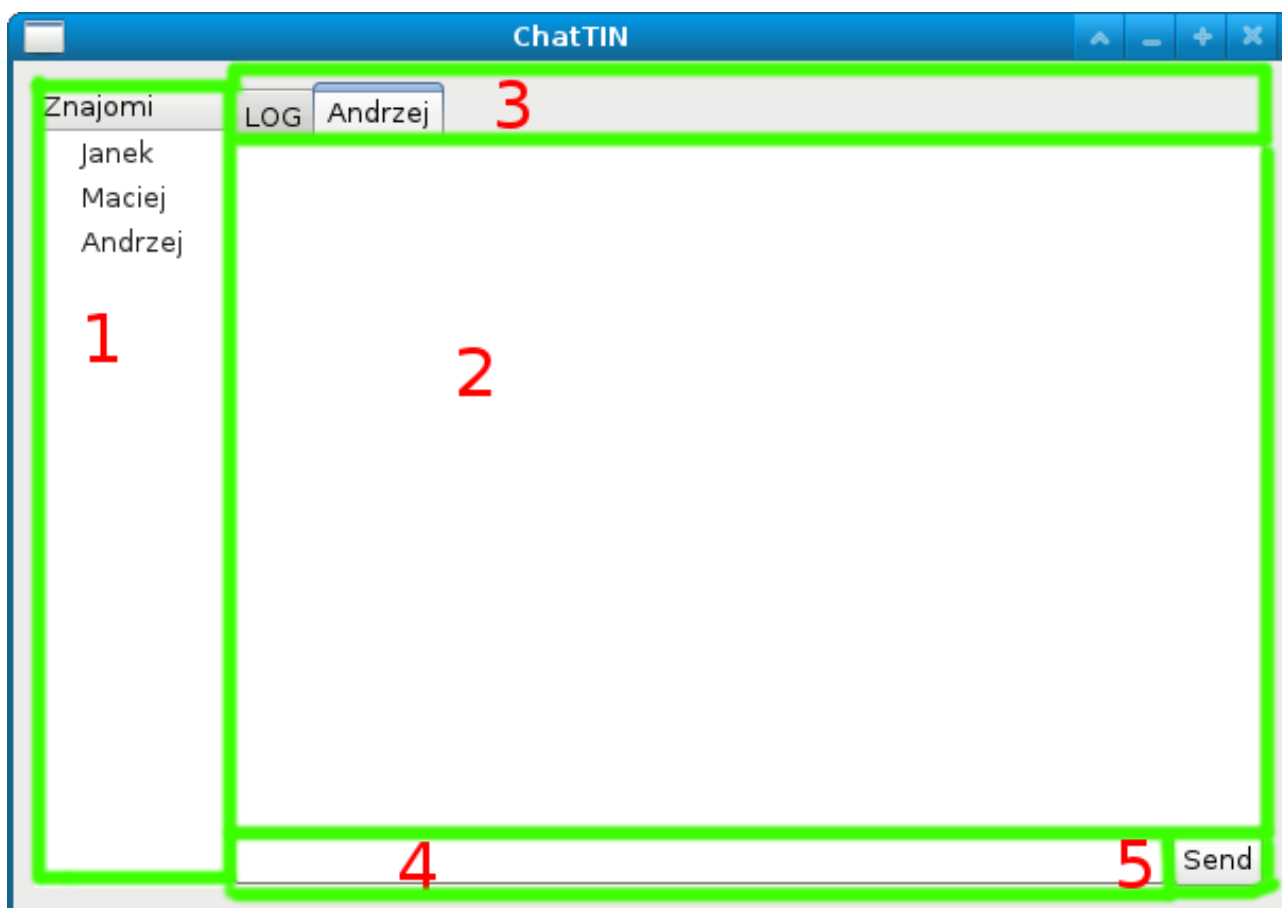 ChatTIN
Znajomi
Janek
Maciej
Andrzej
1
LOG Andrzej 3
2
4
5 Send